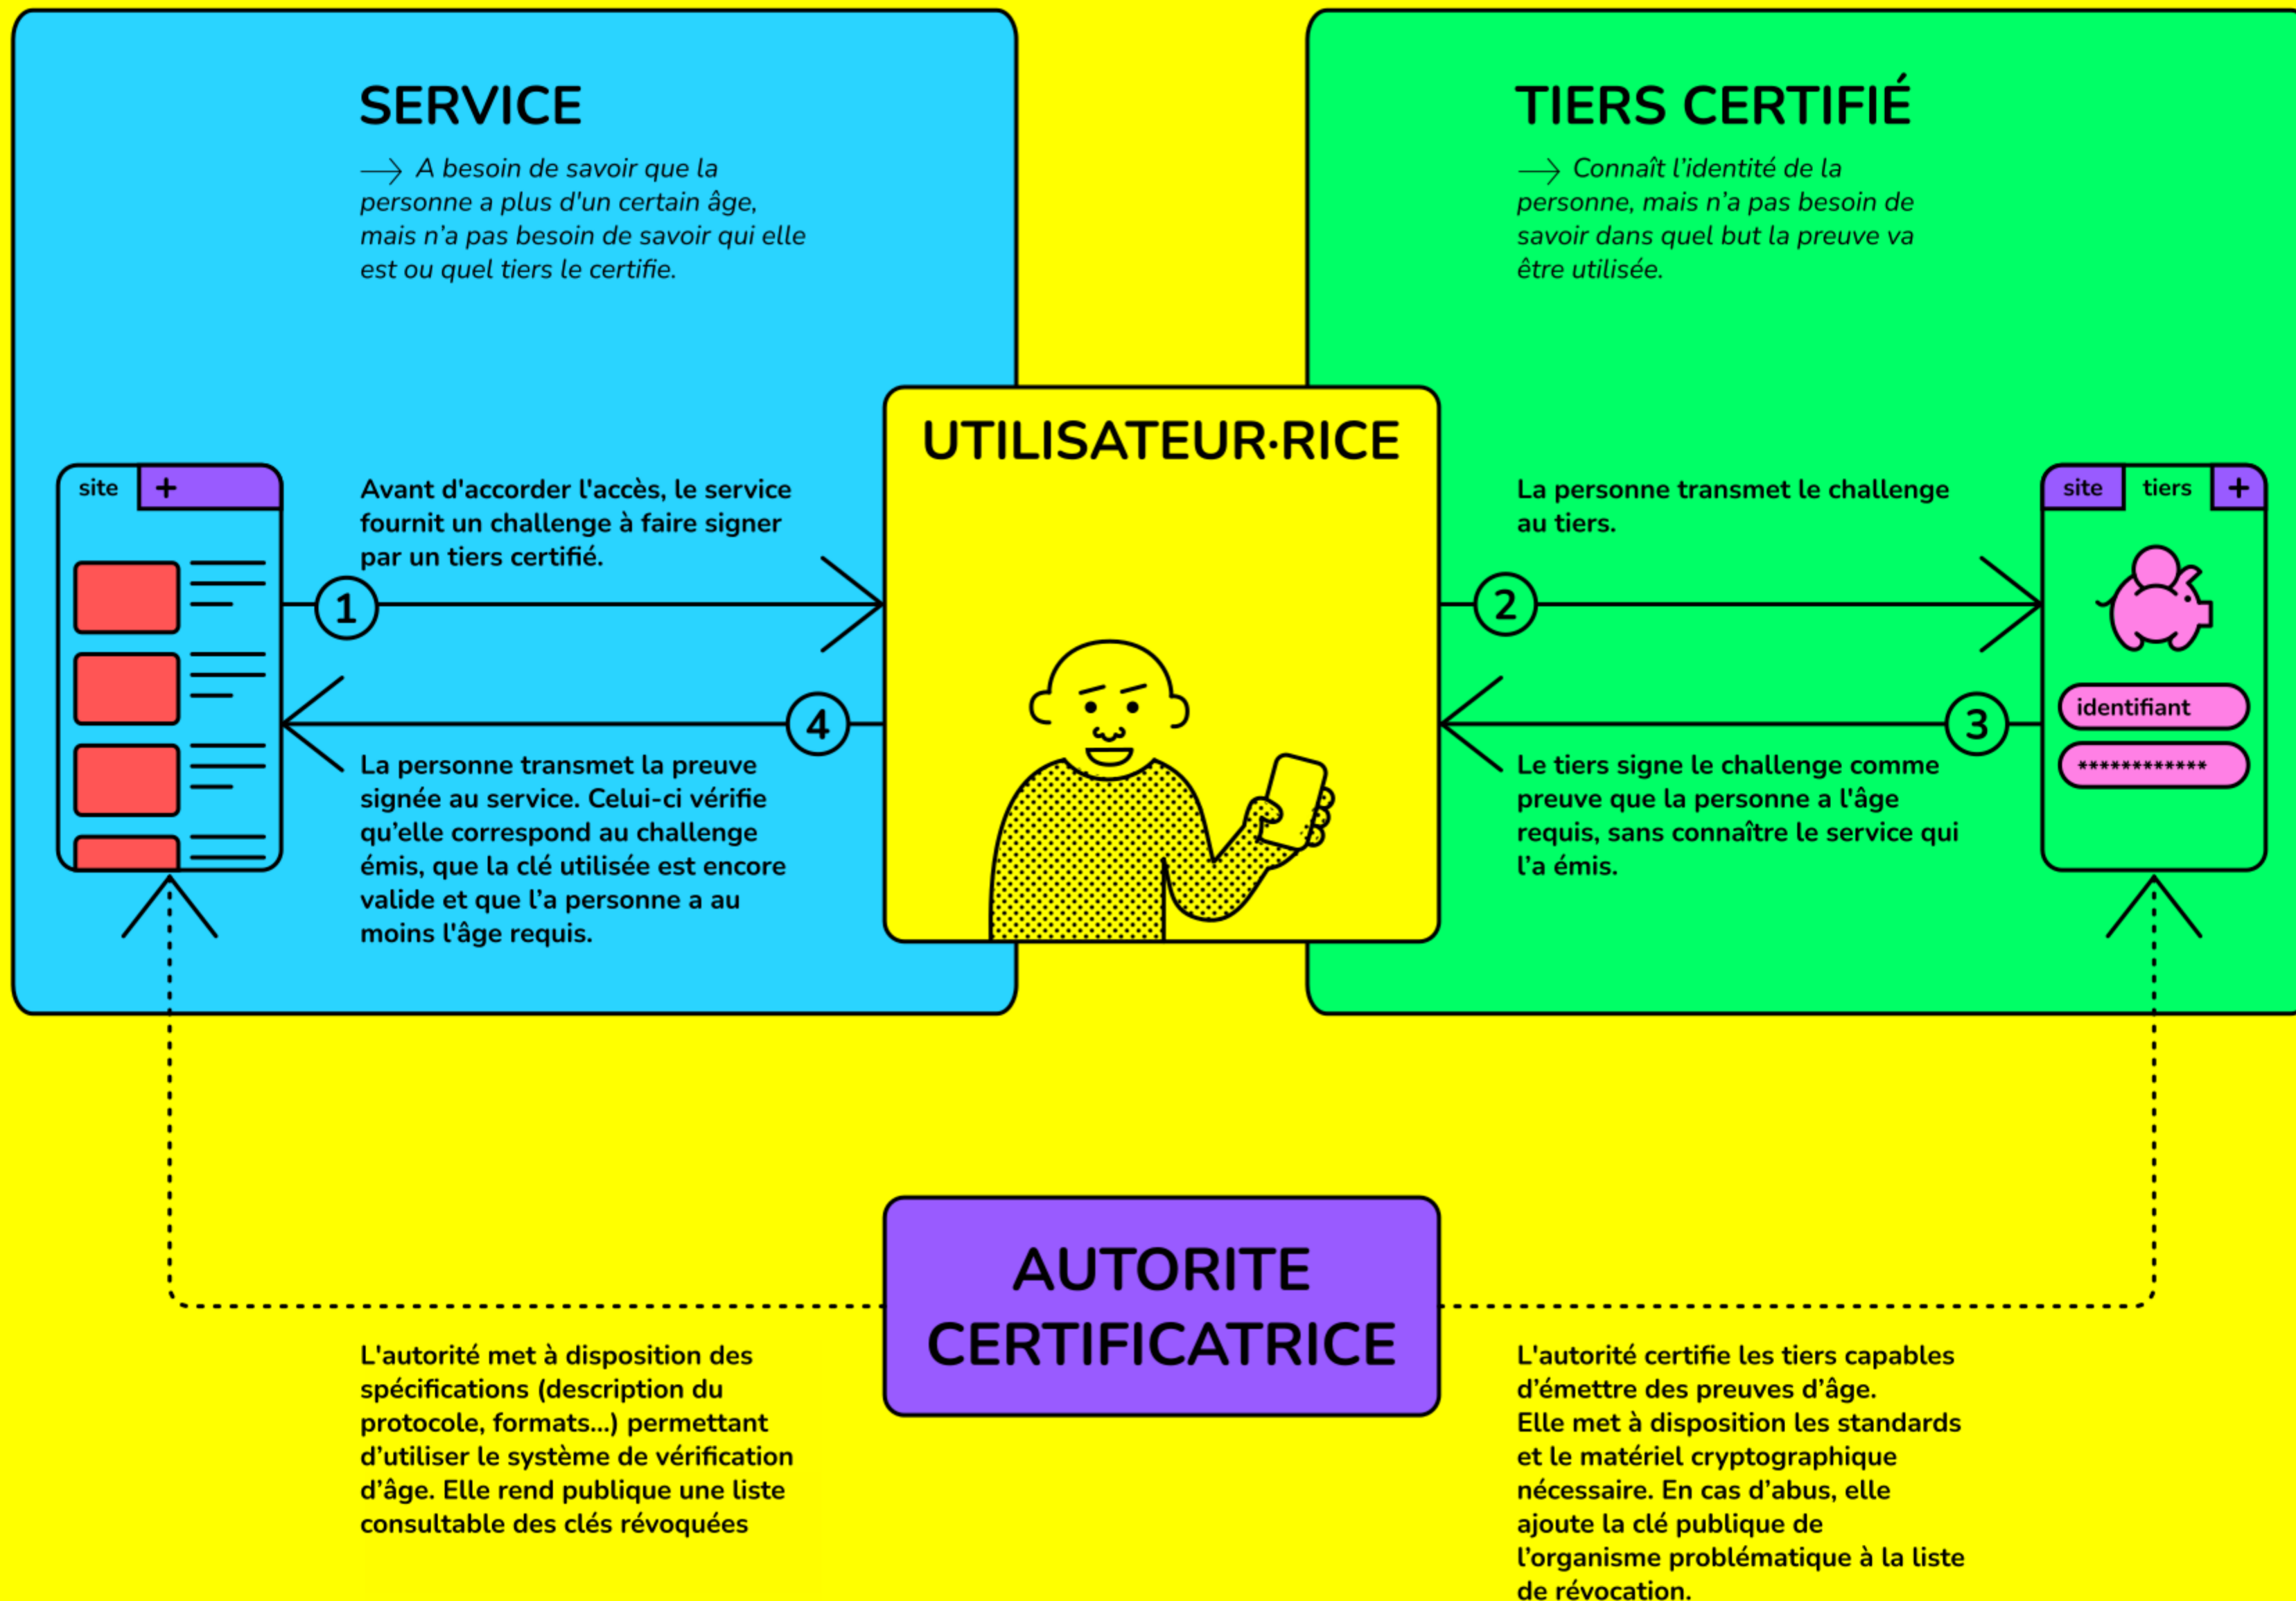 SERVICE
A besoin de savoir que la
personne a plus d'un certain âge,
mais n'a pas besoin de savoir qui elle
est ou quel tiers le certifie.
TIERS CERTIFIÉ
Connaît l'identité de la
personne, mais n'a pas besoin de
savoir dans quel but la preuve va
être utilisée.
UTILISATEUR·RICE
site +
Avant d'accorder l'accès, le service
fournit un challenge à faire signer
par un tiers certifié.
1
4
La personne transmet la preuve
signée au service. Celui-ci vérifie
qu'elle correspond au challenge
émis, que la clé utilisée est encore
valide et que l'a personne a au
moins l'âge requis.
La personne transmet le challenge
au tiers.
2
3
Le tiers signe le challenge comme
preuve que la personne a l'âge
requis, sans connaître le service qui
l'a émis.
site tiers +
identifiant
************
AUTORITE
CERTIFICATRICE
L'autorité met à disposition des
spécifications (description du
protocole, formats...) permettant
d'utiliser le système de vérification
d'âge. Elle rend publique une liste
consultable des clés révoquées
L'autorité certifie les tiers capables
d'émettre des preuves d'âge.
Elle met à disposition les standards
et le matériel cryptographique
nécessaire. En cas d'abus, elle
ajoute la clé publique de
l'organisme problématique à la liste
de révocation.